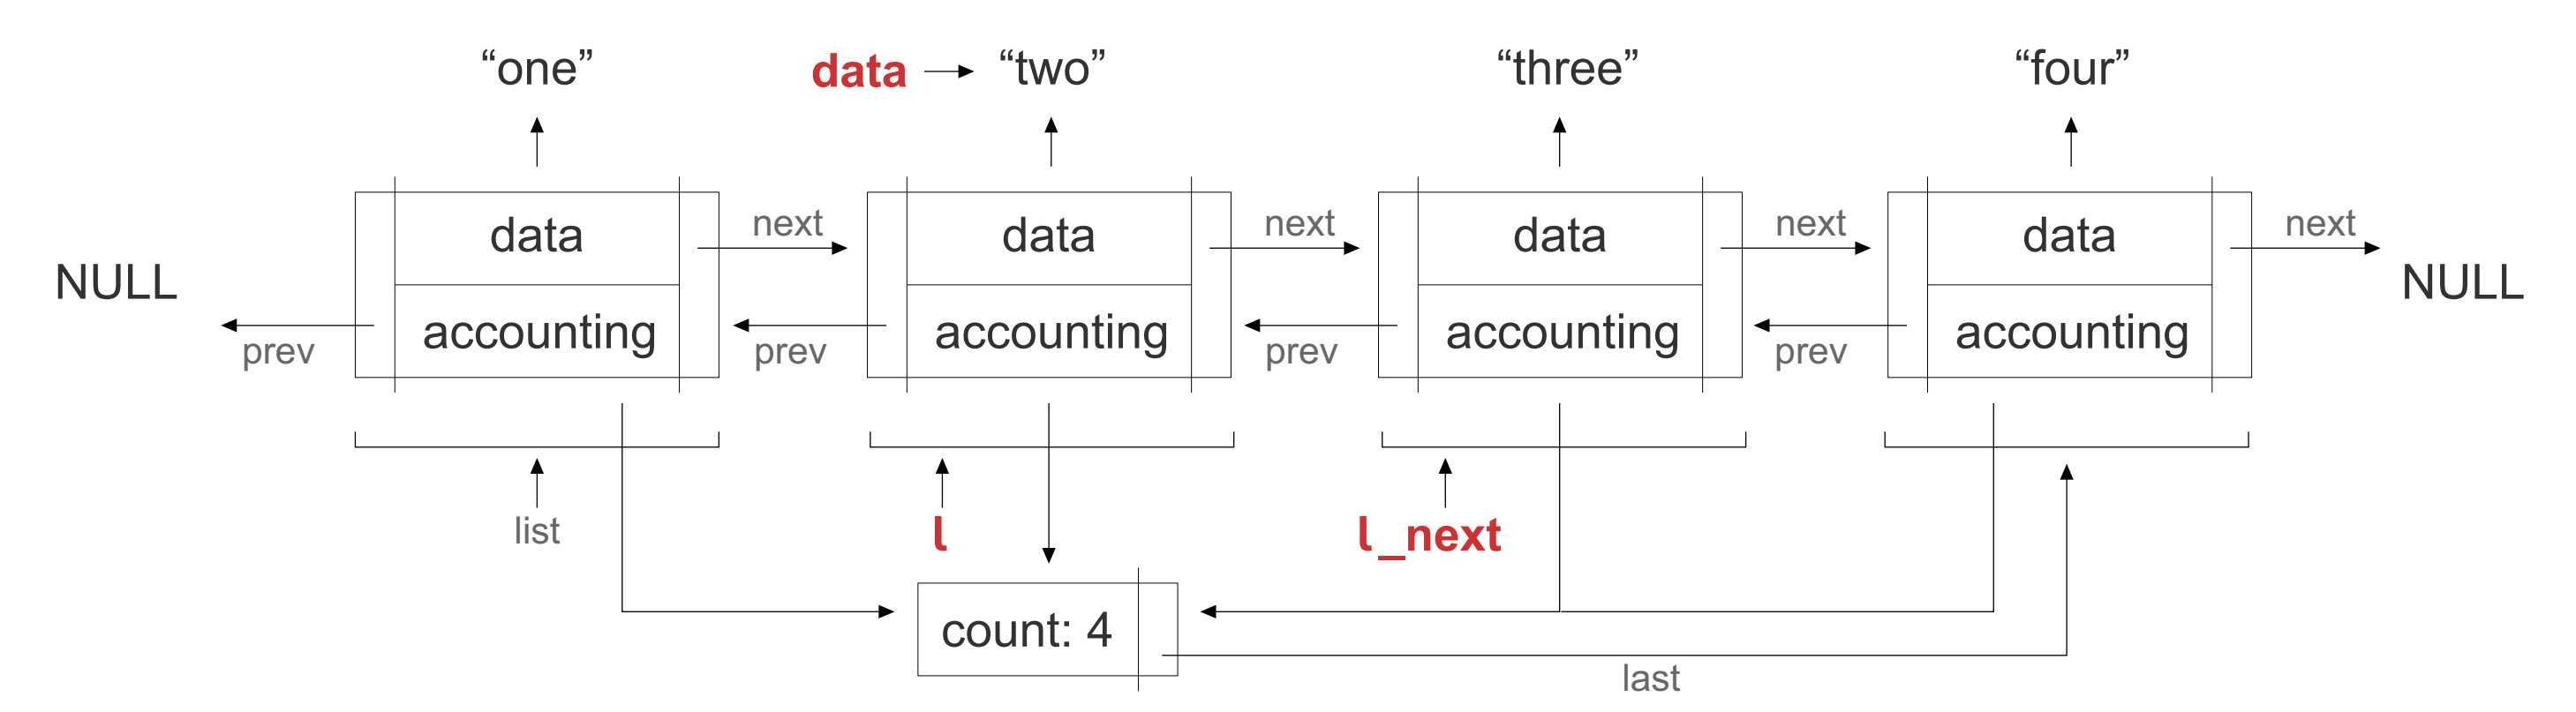 “one”
data
“two”
“three”
“four”
data
next
data
next
data
next
data
next
NULL
NULL
prev
accounting
prev
accounting
prev
accounting
prev
accounting
list
l
l_next
count: 4
last